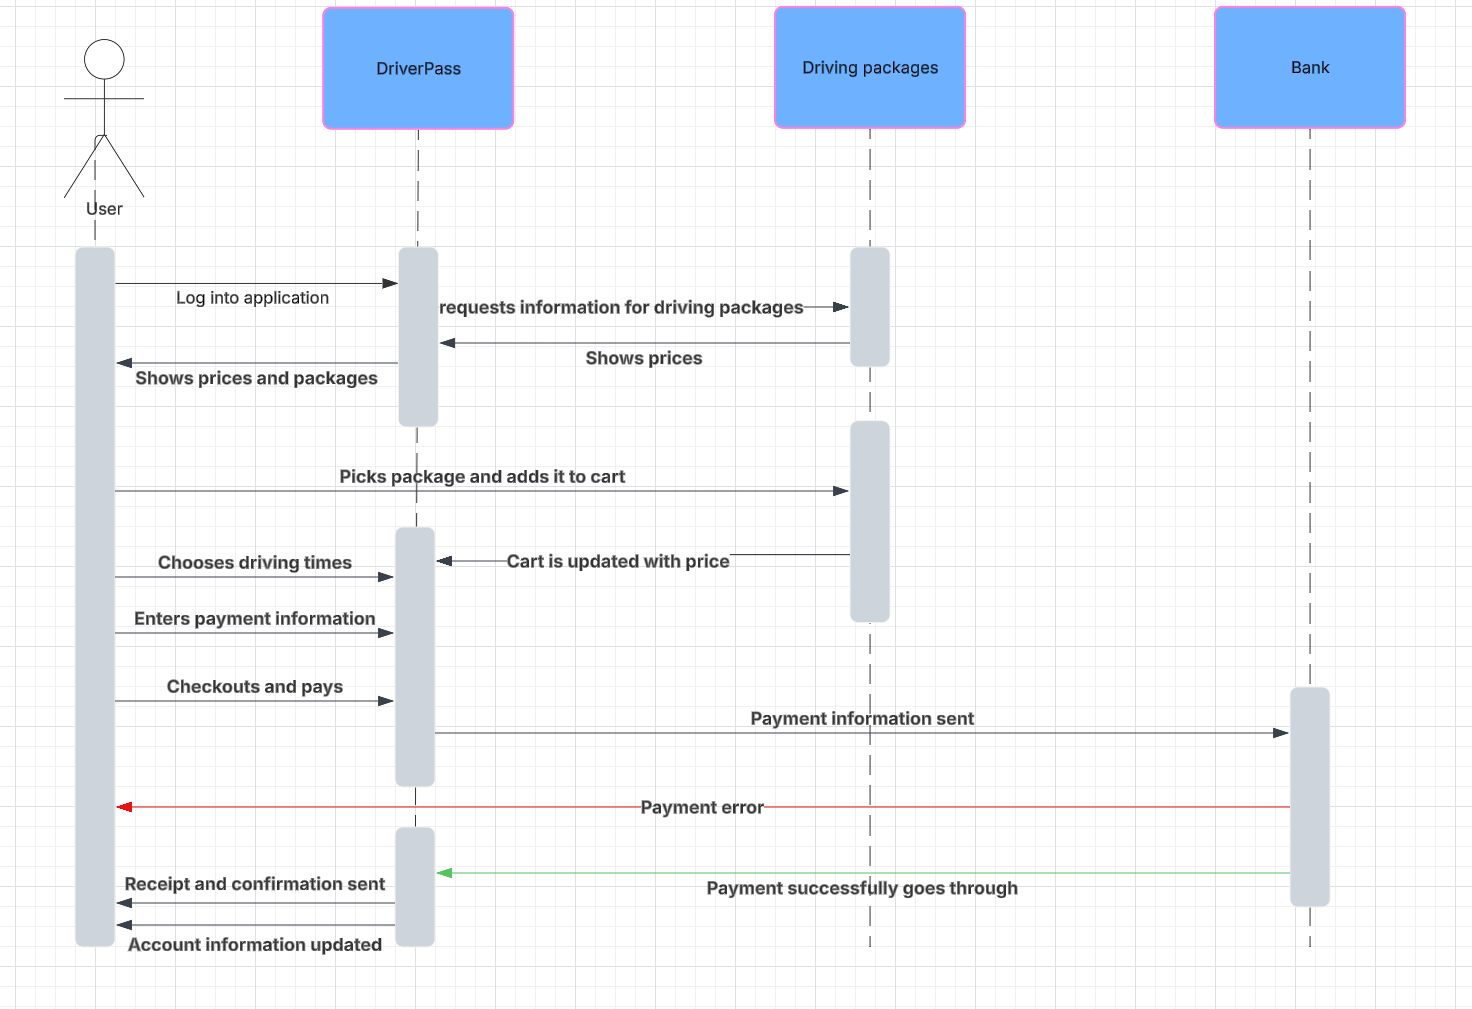 DriverPass
Driving packages
Bank
User
Log into application
requests information for driving packages
Shows prices
Shows prices and packages
Picks package and adds it to cart
Cart is updated with price
Chooses driving times
Enters payment information
Checkouts and pays
Payment information sent
Payment error
Payment successfully goes through
Receipt and confirmation sent
Account information updated